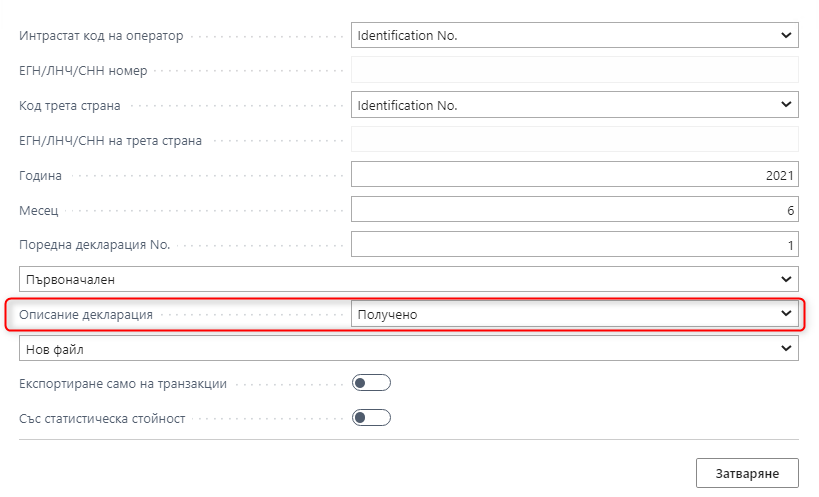 Интрастат код на оператор Identification No.
ЕГН/ЛНЧ/СНН номер
Код трета страна Identification No.
ЕГН/ЛНЧ/СНН на трета страна
Година 2021
Месец 6
Поредна декларация No. 1
Първоначален
Описание декларация Получено
Нов файл
Експортиране само на транзакции
Със статистическа стойност
Затваряне